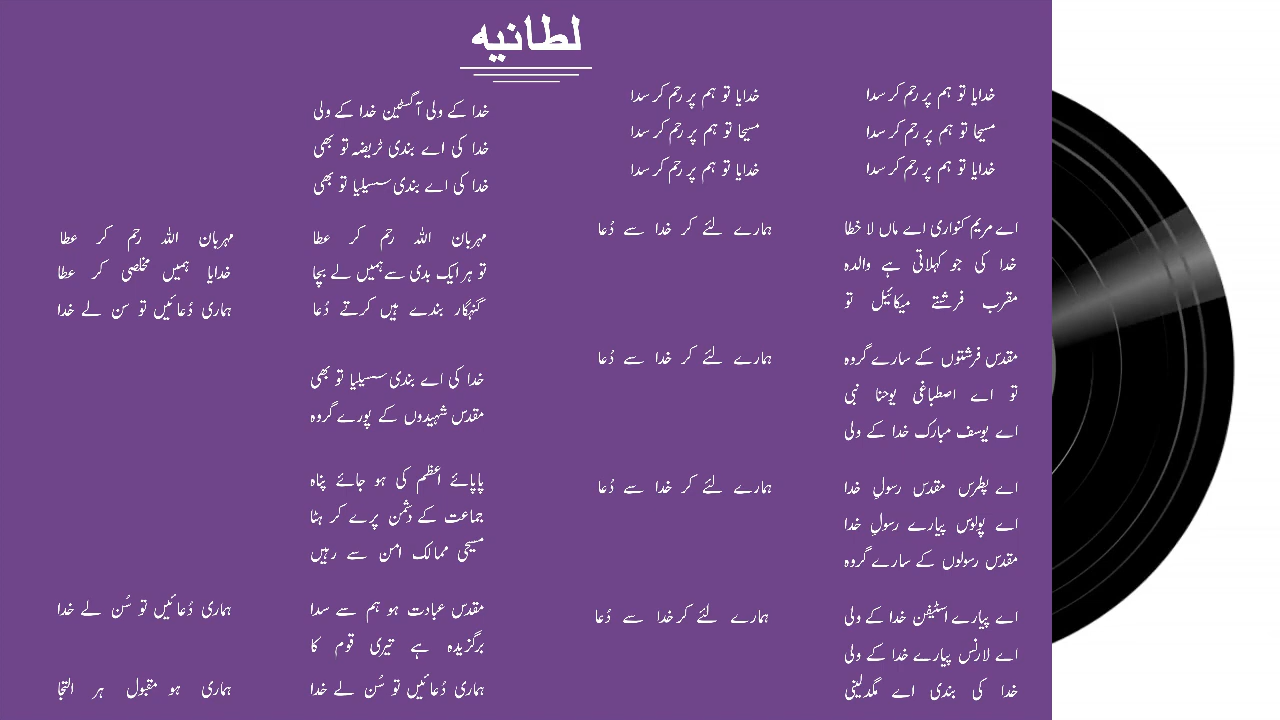 لطانیہ
خدایا تو ہم پر رحم کر سدا
مسیحا تو ہم پر رحم کر سدا
خدایا تو ہم پر رحم کر سدا
خدایا تو ہم پر رحم کر سدا
مسیحا تو ہم پر رحم کر سدا
خدایا تو ہم پر رحم کر سدا
اے مریم کنواری اے ماں لا خطا
ہمارے لئے کر خدا سے دُعا
خدا کی جو کہلاتی ہے والدہ
مقرب فرشتے میکائیل تو
مقدس فرشتوں کے سارے گروہ
ہمارے لئے کر خدا سے دُعا
تو اے اصطباغی یوحنا نبی
اے یوسف مبارک خدا کے ولی
اے پطرس مقدس رسولِ خدا
ہمارے لئے کر خدا سے دُعا
اے پولوس پیارے رسولِ خدا
مقدس رسولوں کے سارے گروہ
اے پیارے اسٹیفن خدا کے ولی
ہمارے لئے کر خدا سے دُعا
اے لارنس پیارے خدا کے ولی
خدا کی بندی اے مگدلینی
خدا کے ولی آگسٹین خدا کے ولی
خدا کی اے بندی ٹریضہ تو بھی
خدا کی اے بندی سسیلیا تو بھی
مہربان اللہ رحم کر عطا
مہربان اللہ رحم کر عطا
تو ہر ایک بدی سے ہمیں لے بچا
خدایا ہمیں مخلصی کر عطا
گنہگار بندے ہیں کرتے دُعا
ہماری دُعائیں تو سن لے خدا
خدا کی اے بندی سسیلیا تو بھی
مقدس شہیدوں کے پورے گروہ
پاپائے اعظم کی ہو جائے پناہ
جماعت کے دشمن پرے کر ہٹا
مسیحی ممالک امن سے رہیں
مقدس عبادت ہو ہم سے سدا
ہماری دُعائیں تو سُن لے خدا
برگزیدہ ہے تیری قوم کا
ہماری دُعائیں تو سُن لے خدا
ہماری ہو مقبول ہر التجا